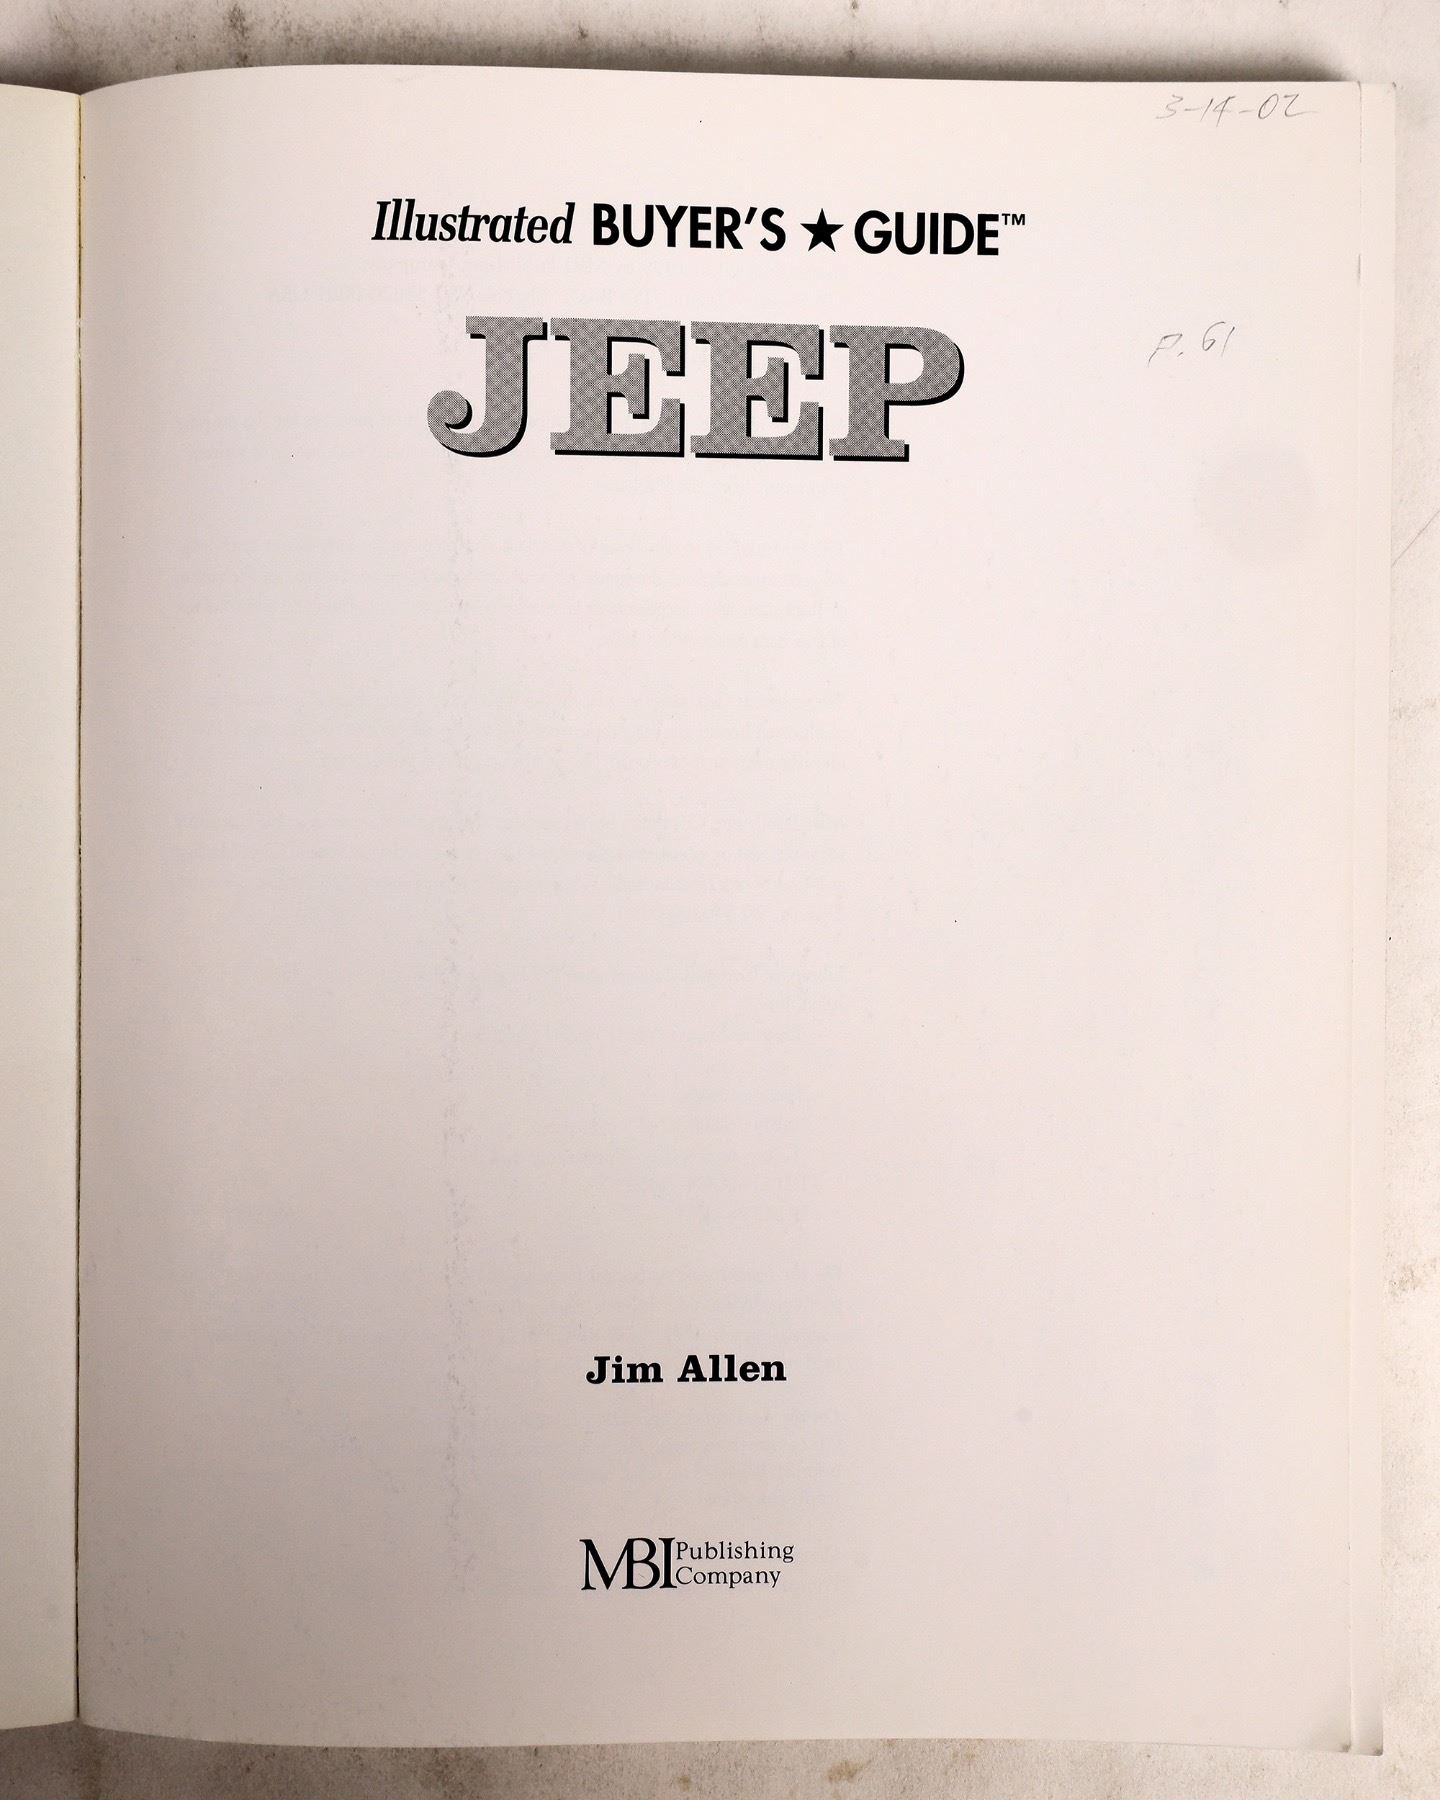 3-14-02
Illustrated BUYER'S ★ GUIDE™
JEEP
P. 61
Jim Allen
MBI Publishing
Company